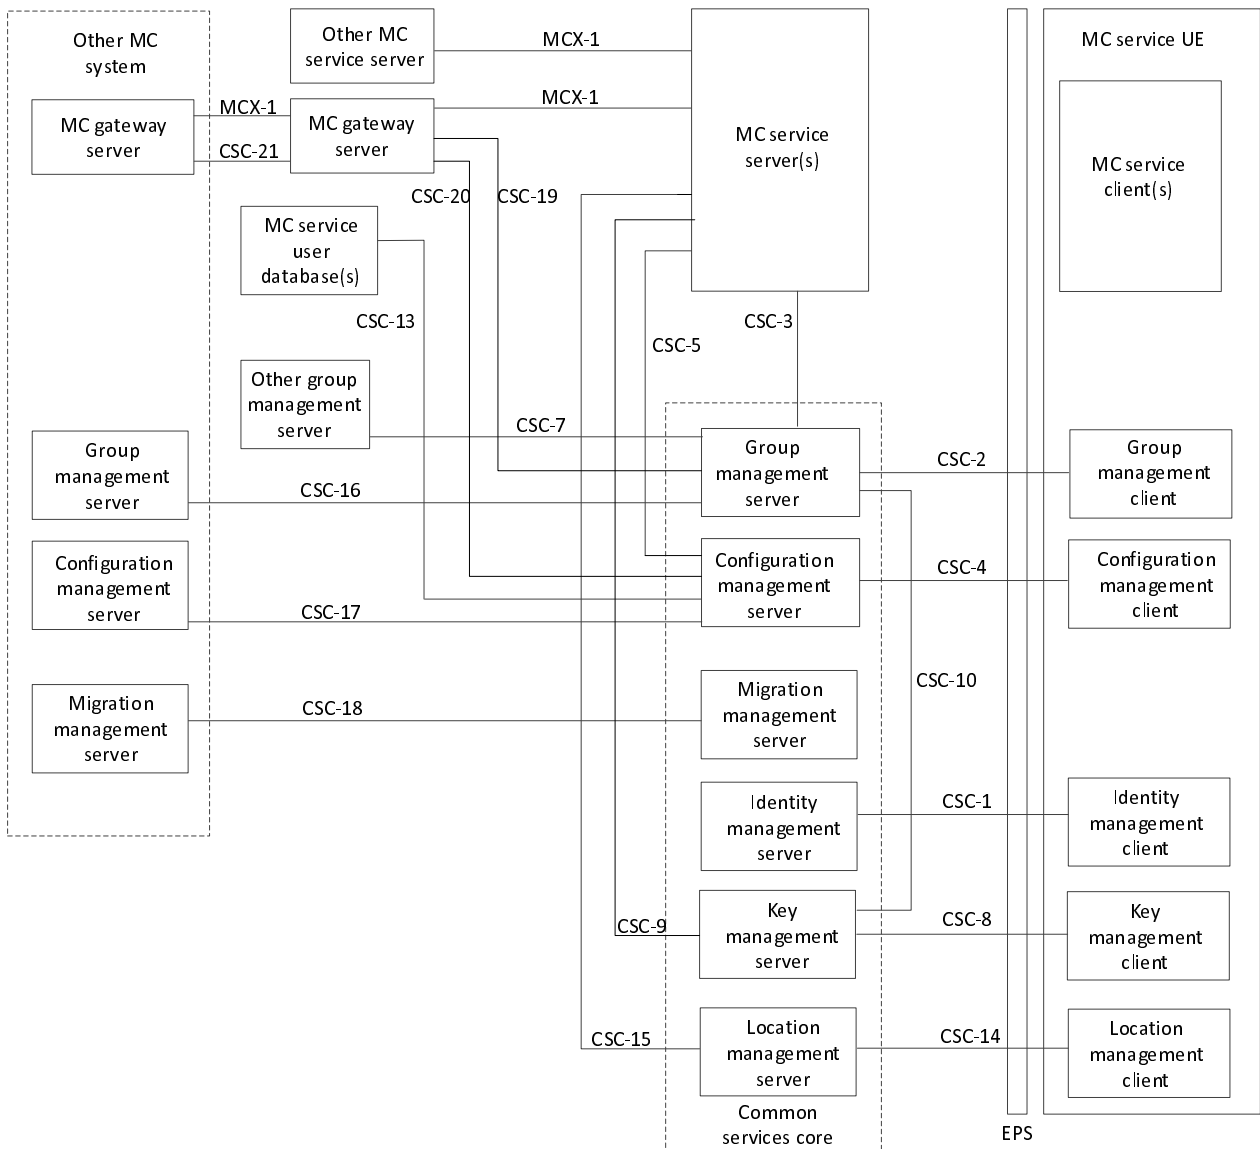 Other MC
system
Other MC
service server
MCX-1
MC service UE
MC gateway
server
MCX-1
CSC-21
MC gateway
server
MCX-1
MC service
server(s)
MC service
client(s)
CSC-20
CSC-19
MC service
user
database(s)
CSC-13
CSC-3
CSC-5
Other group
management
server
CSC-7
Group
management
server
CSC-16
Group
management
server
CSC-2
Group
management
client
Configuration
management
server
CSC-17
Configuration
management
server
CSC-4
Configuration
management
client
CSC-10
Migration
management
server
CSC-18
Migration
management
server
Identity
management
server
CSC-1
Identity
management
client
CSC-9
Key
management
server
CSC-8
Key
management
client
CSC-15
Location
management
server
CSC-14
Location
management
client
Common
services core
EPS